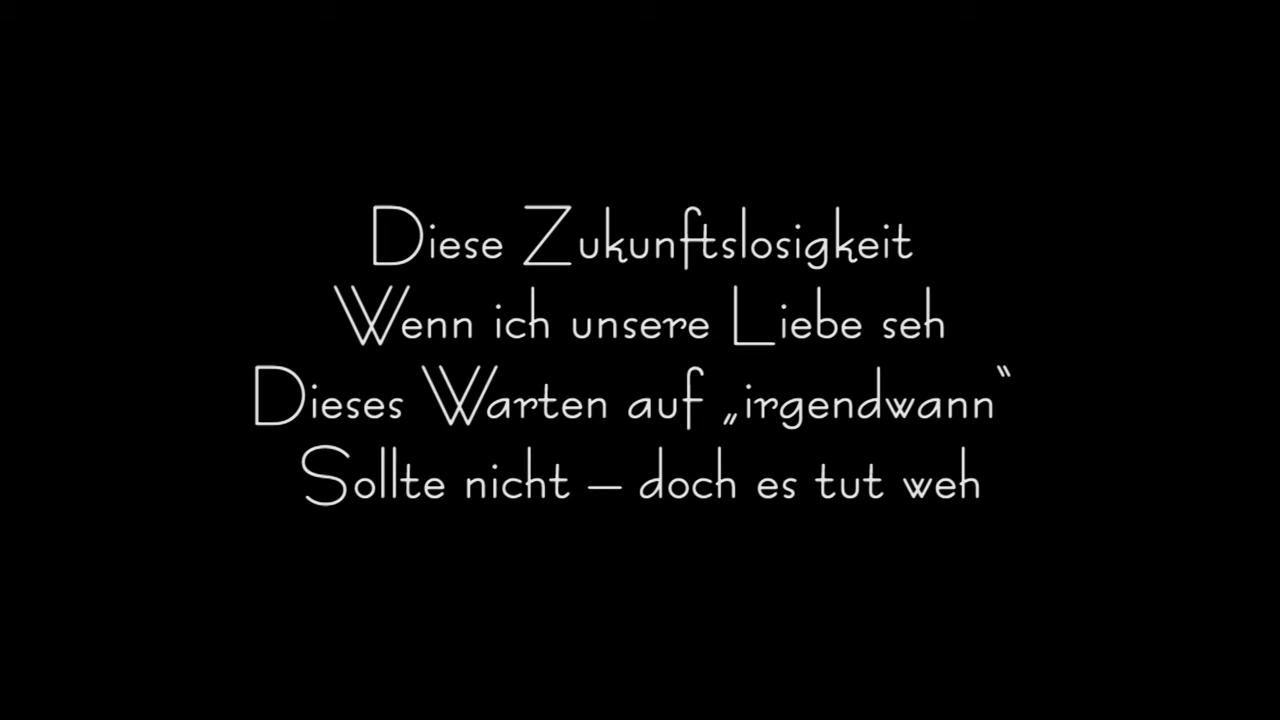 Diese Zukunftslosigkeit
Wenn ich unsere Liebe seh
Dieses Warten auf „irgendwann“
Sollte nicht – doch es tut weh